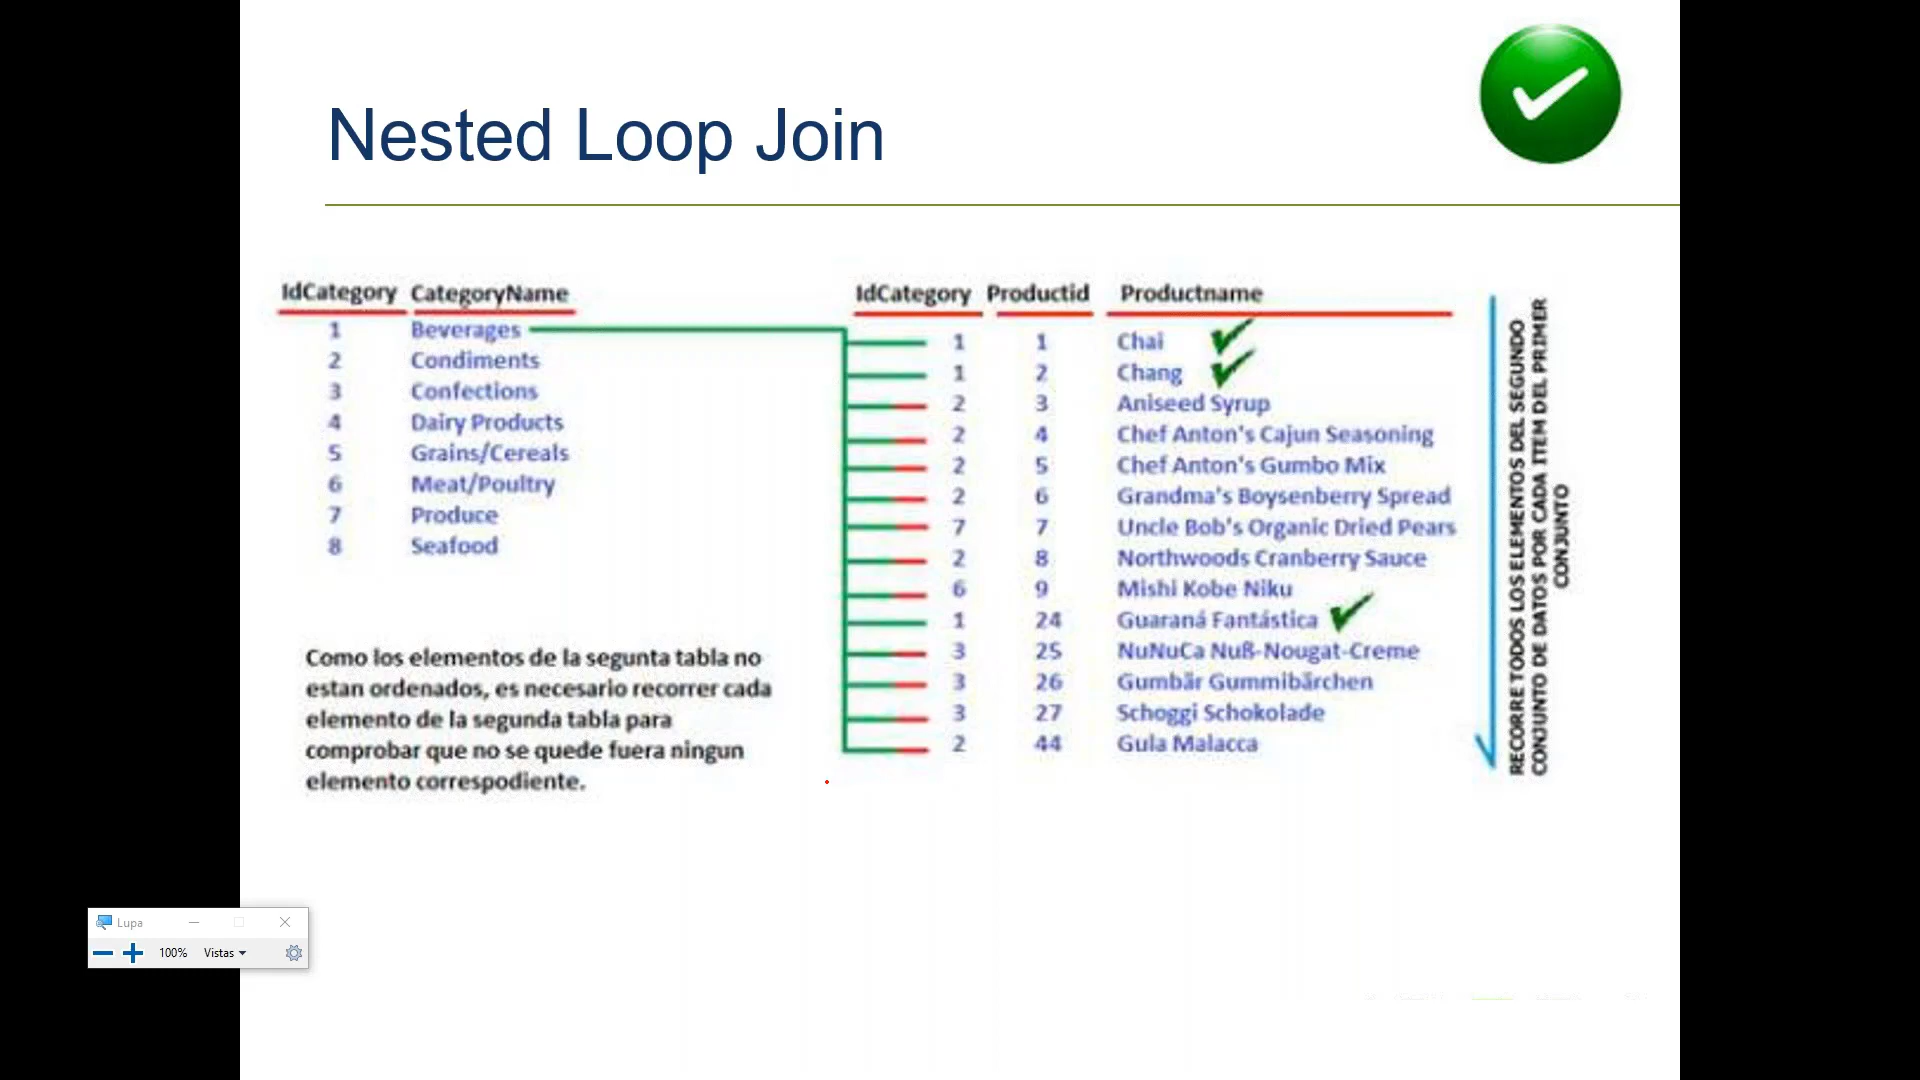 Nested Loop Join
IdCategory CategoryName
1 Beverages
2 Condiments
3 Confections
4 Dairy Products
5 Grains/Cereals
6 Meat/Poultry
7 Produce
8 Seafood
Como los elementos de la segunta tabla no
estan ordenados, es necesario recorrer cada
elemento de la segunda tabla para
comprobar que no se quede fuera ningun
elemento correspodiente.
IdCategory Productid Productname
1 1 Chai
1 2 Chang
2 3 Aniseed Syrup
2 4 Chef Anton's Cajun Seasoning
2 5 Chef Anton's Gumbo Mix
2 6 Grandma's Boysenberry Spread
7 7 Uncle Bob's Organic Dried Pears
2 8 Northwoods Cranberry Sauce
6 9 Mishi Kobe Niku
1 24 Guaraná Fantástica
3 25 NuNuCa Nuß-Nougat-Creme
3 26 Gumbär Gummibärchen
3 27 Schoggi Schokolade
2 44 Gula Malacca
RECORRE TODOS LOS ELEMENTOS DEL SEGUNDO
CONJUNTO DE DATOS POR CADA ITEM DEL PRIMER
CONJUNTO
Lupa
100% Vistas